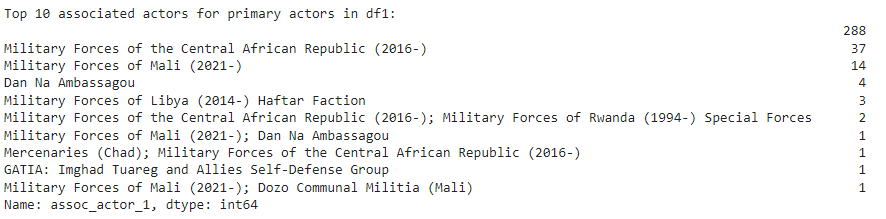 Top 10 associated actors for primary actors in df1:
288
Military Forces of the Central African Republic (2016-) 37
Military Forces of Mali (2021-) 14
Dan Na Ambassagou 4
Military Forces of Libya (2014-) Haftar Faction 3
Military Forces of the Central African Republic (2016-); Military Forces of Rwanda (1994-) Special Forces 2
Military Forces of Mali (2021-); Dan Na Ambassagou 1
Mercenaries (Chad); Military Forces of the Central African Republic (2016-) 1
GATIA: Imghad Tuareg and Allies Self-Defense Group 1
Military Forces of Mali (2021-); Dozo Communal Militia (Mali) 1
Name: assoc_actor_1, dtype: int64